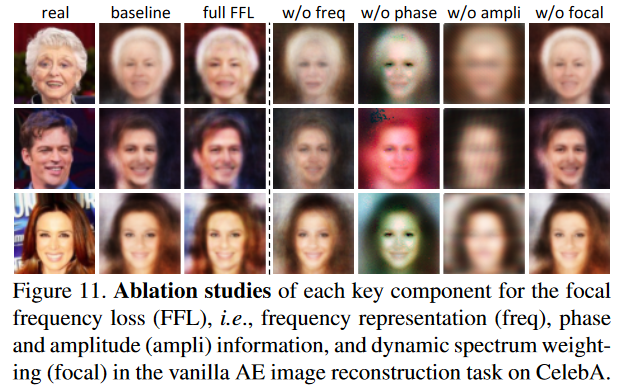 real baseline full FFL w/o freq w/o phase w/o ampli w/o focal
Figure 11. Ablation studies of each key component for the focal
frequency loss (FFL), i.e., frequency representation (freq), phase
and amplitude (ampli) information, and dynamic spectrum weight-
ing (focal) in the vanilla AE image reconstruction task on CelebA.